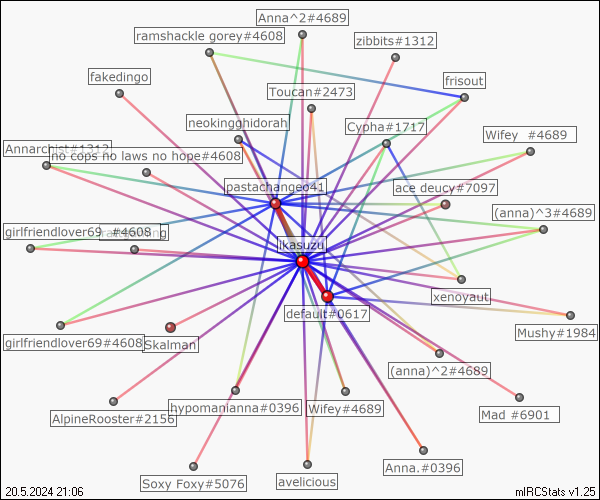 Anna^2#4689
ramshackle gorey#4608
zibbits#1312
fakedingo
frisout
Toucan#2473
neokingghidorah
Cypha#1717
Wifey #4689
Annarchist#1312
no cops no laws no hope#4608
pastachangeo41
ace deucy#7097
(anna)^3#4689
girlfriendlover69 #4608
Ikasuzu
xenoyaut
default#0617
Mushy#1984
girlfriendlover69#4608
Skalman
(anna)^2#4689
AlpineRooster#2156
hypomanianna#0396
Wifey#4689
Mad #6901
Anna.#0396
Soxy Foxy#5076
avelicious
20.5.2024 21:06
mIRCStats v1.25